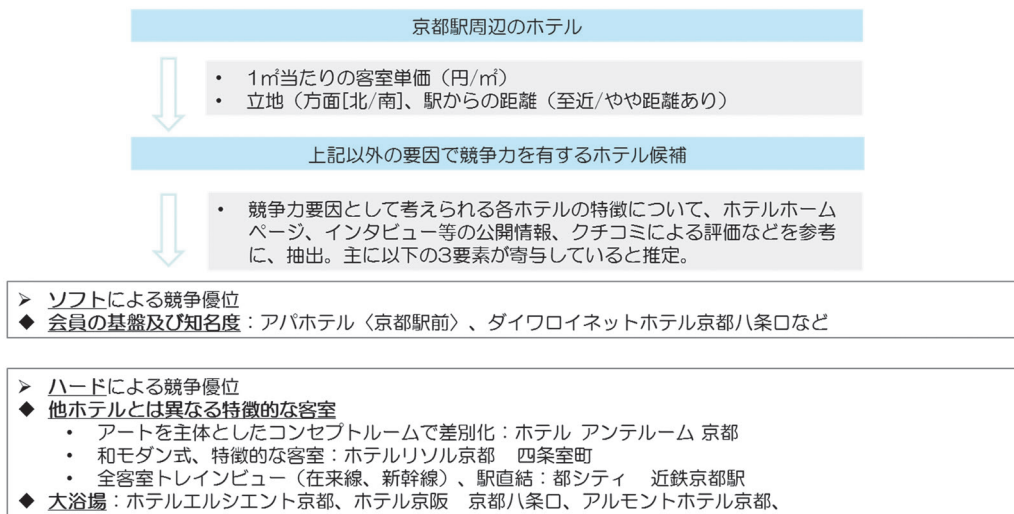 京都駅周辺のホテル
• 1㎡当たりの客室単価（円/㎡）
• 立地（方面[北/南]、駅からの距離（至近/やや距離あり）
上記以外の要因で競争力を有するホテル候補
• 競争力要因として考えられる各ホテルの特徴について、ホテルホーム
ページ、インタビュー等の公開情報、クチコミによる評価などを参考
に、抽出。主に以下の3要素が寄与していると推定。
➢ ソフトによる競争優位
◆ 会員の基盤及び知名度：アパホテル〈京都駅前〉、ダイワロイネットホテル京都八条口など
➢ ハードによる競争優位
◆ 他ホテルとは異なる特徴的な客室
• アートを主体としたコンセプトルームで差別化：ホテル アンテルーム 京都
• 和モダン式、特徴的な客室：ホテルリソル京都　四条室町
• 全客室トレインビュー（在来線、新幹線）、駅直結：都シティ　近鉄京都駅
◆ 大浴場：ホテルエルシエント京都、ホテル京阪　京都八条口、アルモントホテル京都、